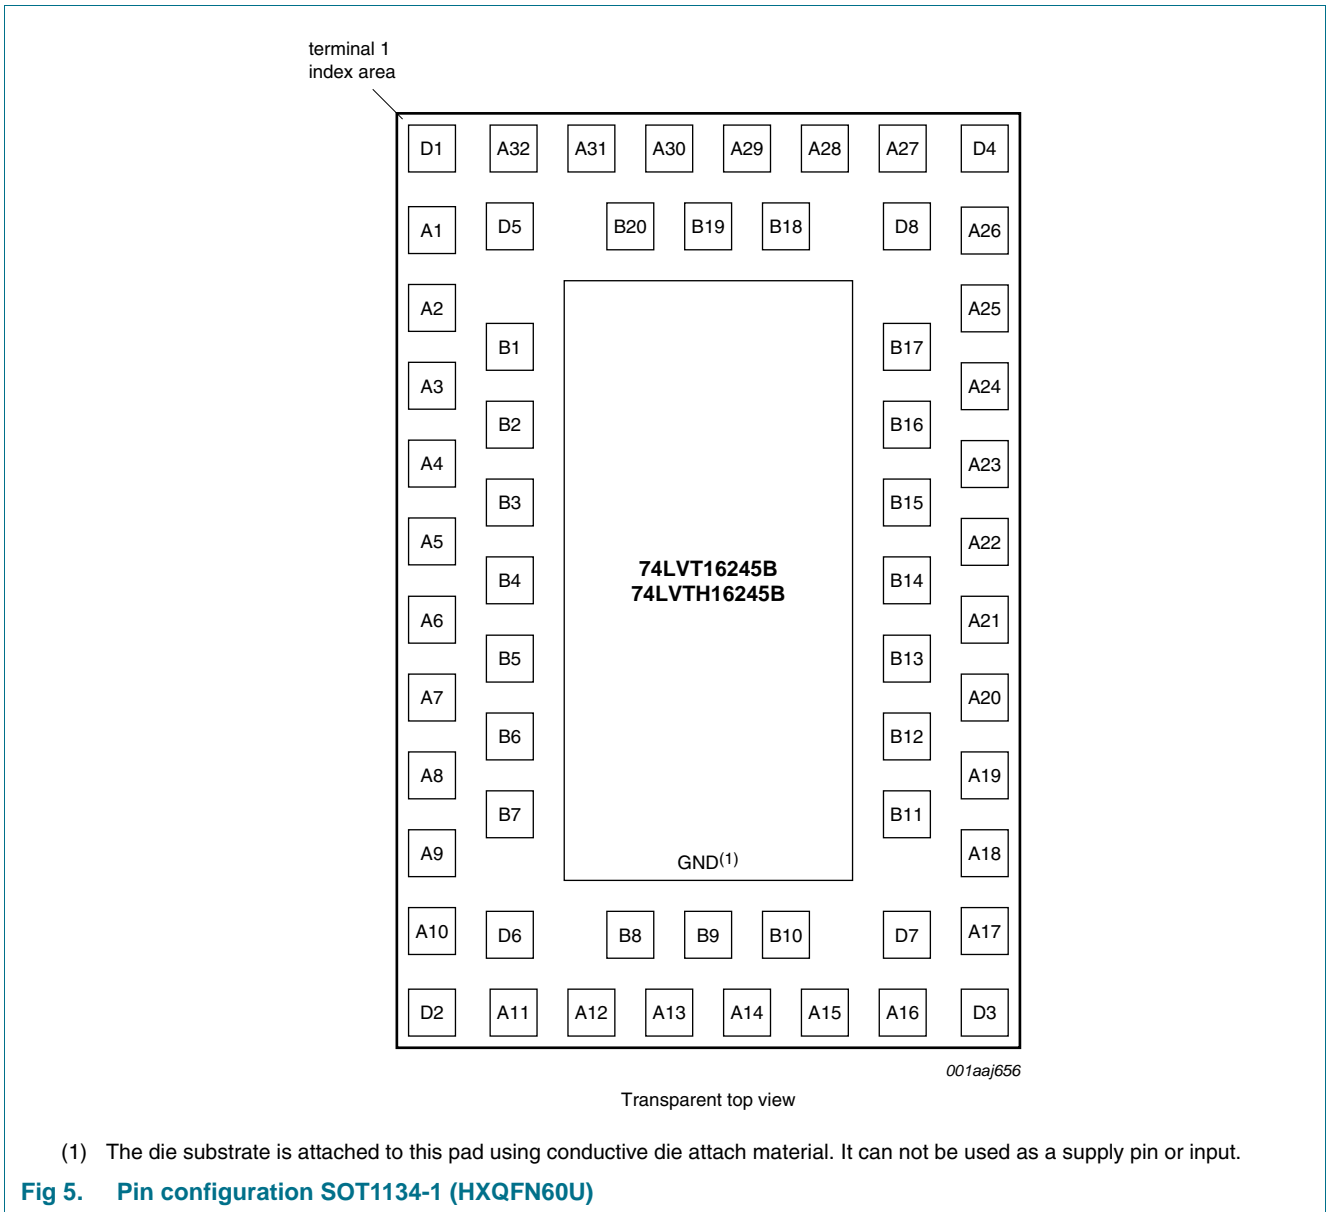 terminal 1
index area
D1 A32 A31 A30 A29 A28 A27 D4
A1 D5 B20 B19 B18 D8 A26
A2 A25
B1 B17
A3 A24
B2 B16
A4 A23
B3 B15
A5 A22
74LVT16245B
B4 B14
74LVTH16245B
A6 A21
B5 B13
A7 A20
B6 B12
A8 A19
B7 B11
A9 A18
GND(1)
A10 D6 B8 B9 B10 D7 A17
D2 A11 A12 A13 A14 A15 A16 D3
001aaj656
Transparent top view
(1) The die substrate is attached to this pad using conductive die attach material. It can not be used as a supply pin or input.
Fig 5. Pin configuration SOT1134-1 (HXQFN60U)